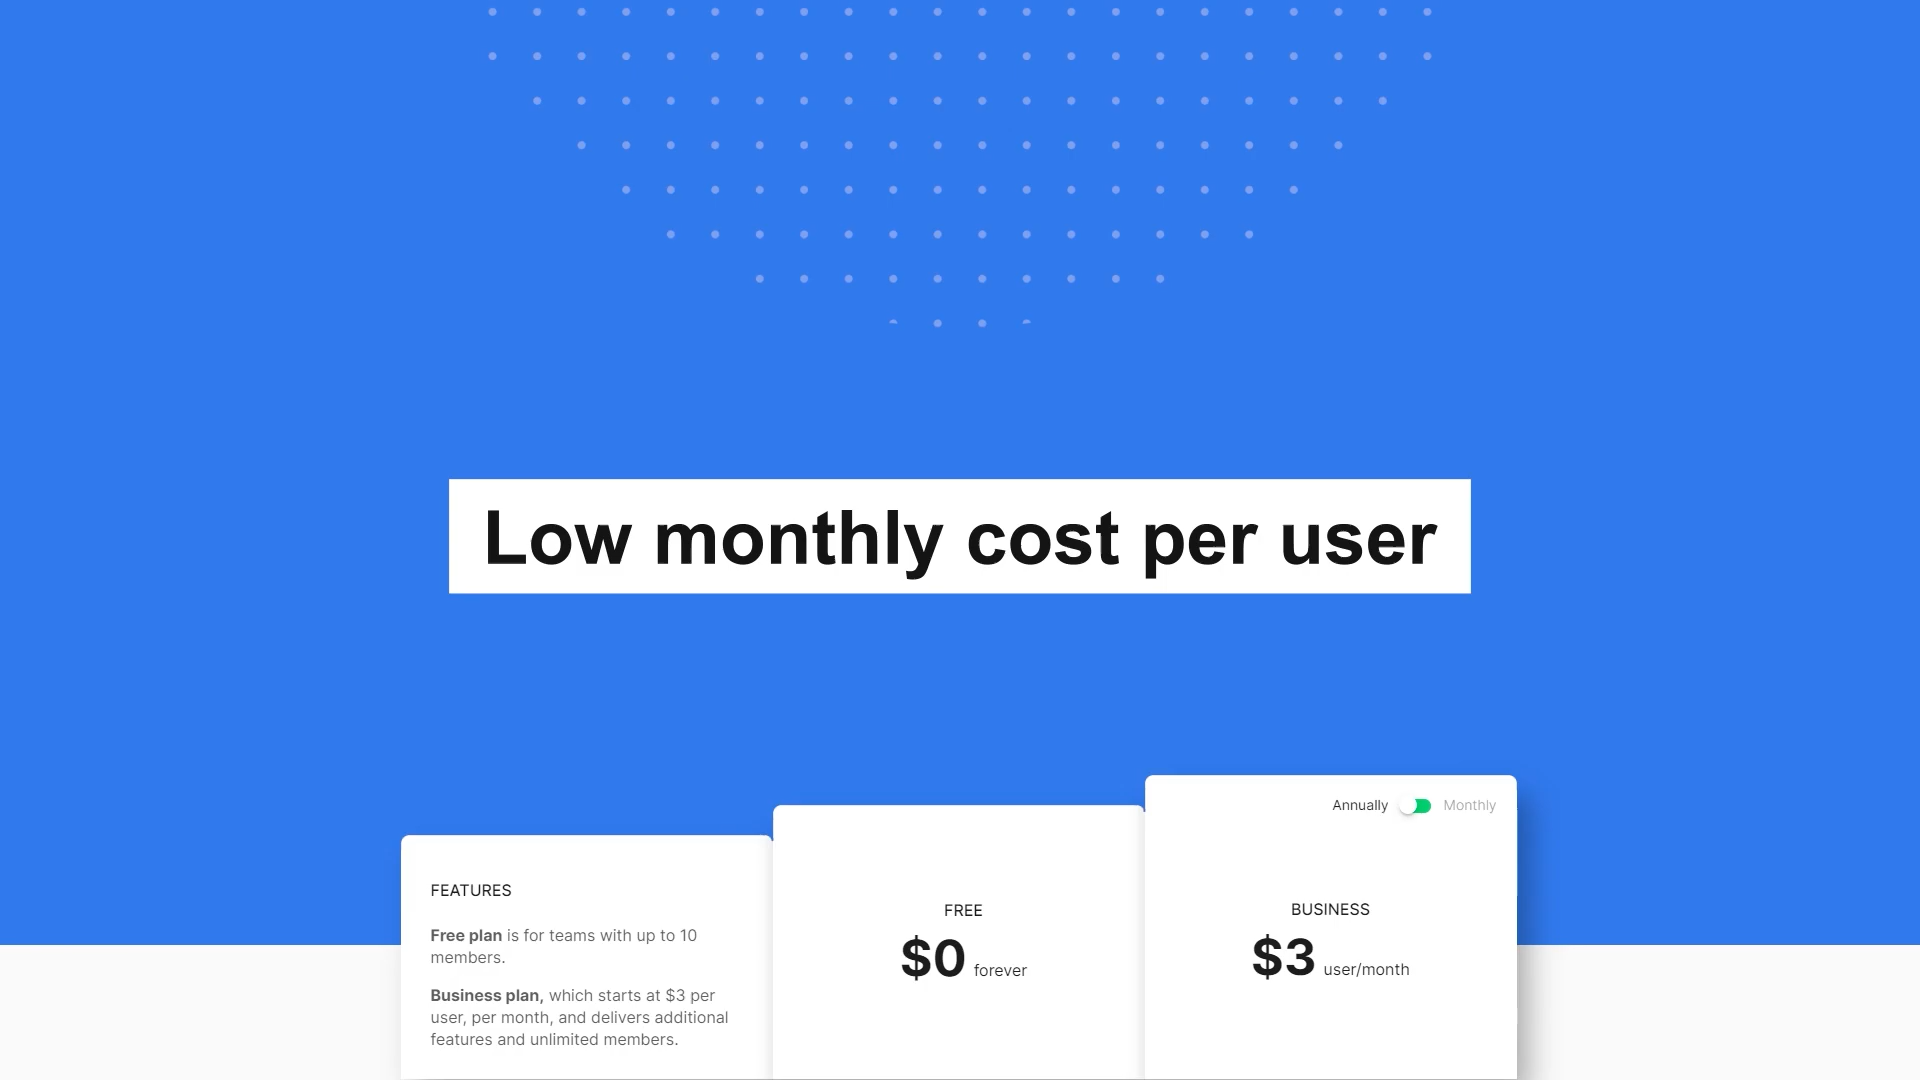 Low monthly cost per user
Annually Monthly
FEATURES
Free plan is for teams with up to 10
members.
Business plan, which starts at $3 per
user, per month, and delivers additional
features and unlimited members.
FREE
$0 forever
BUSINESS
$3 user/month